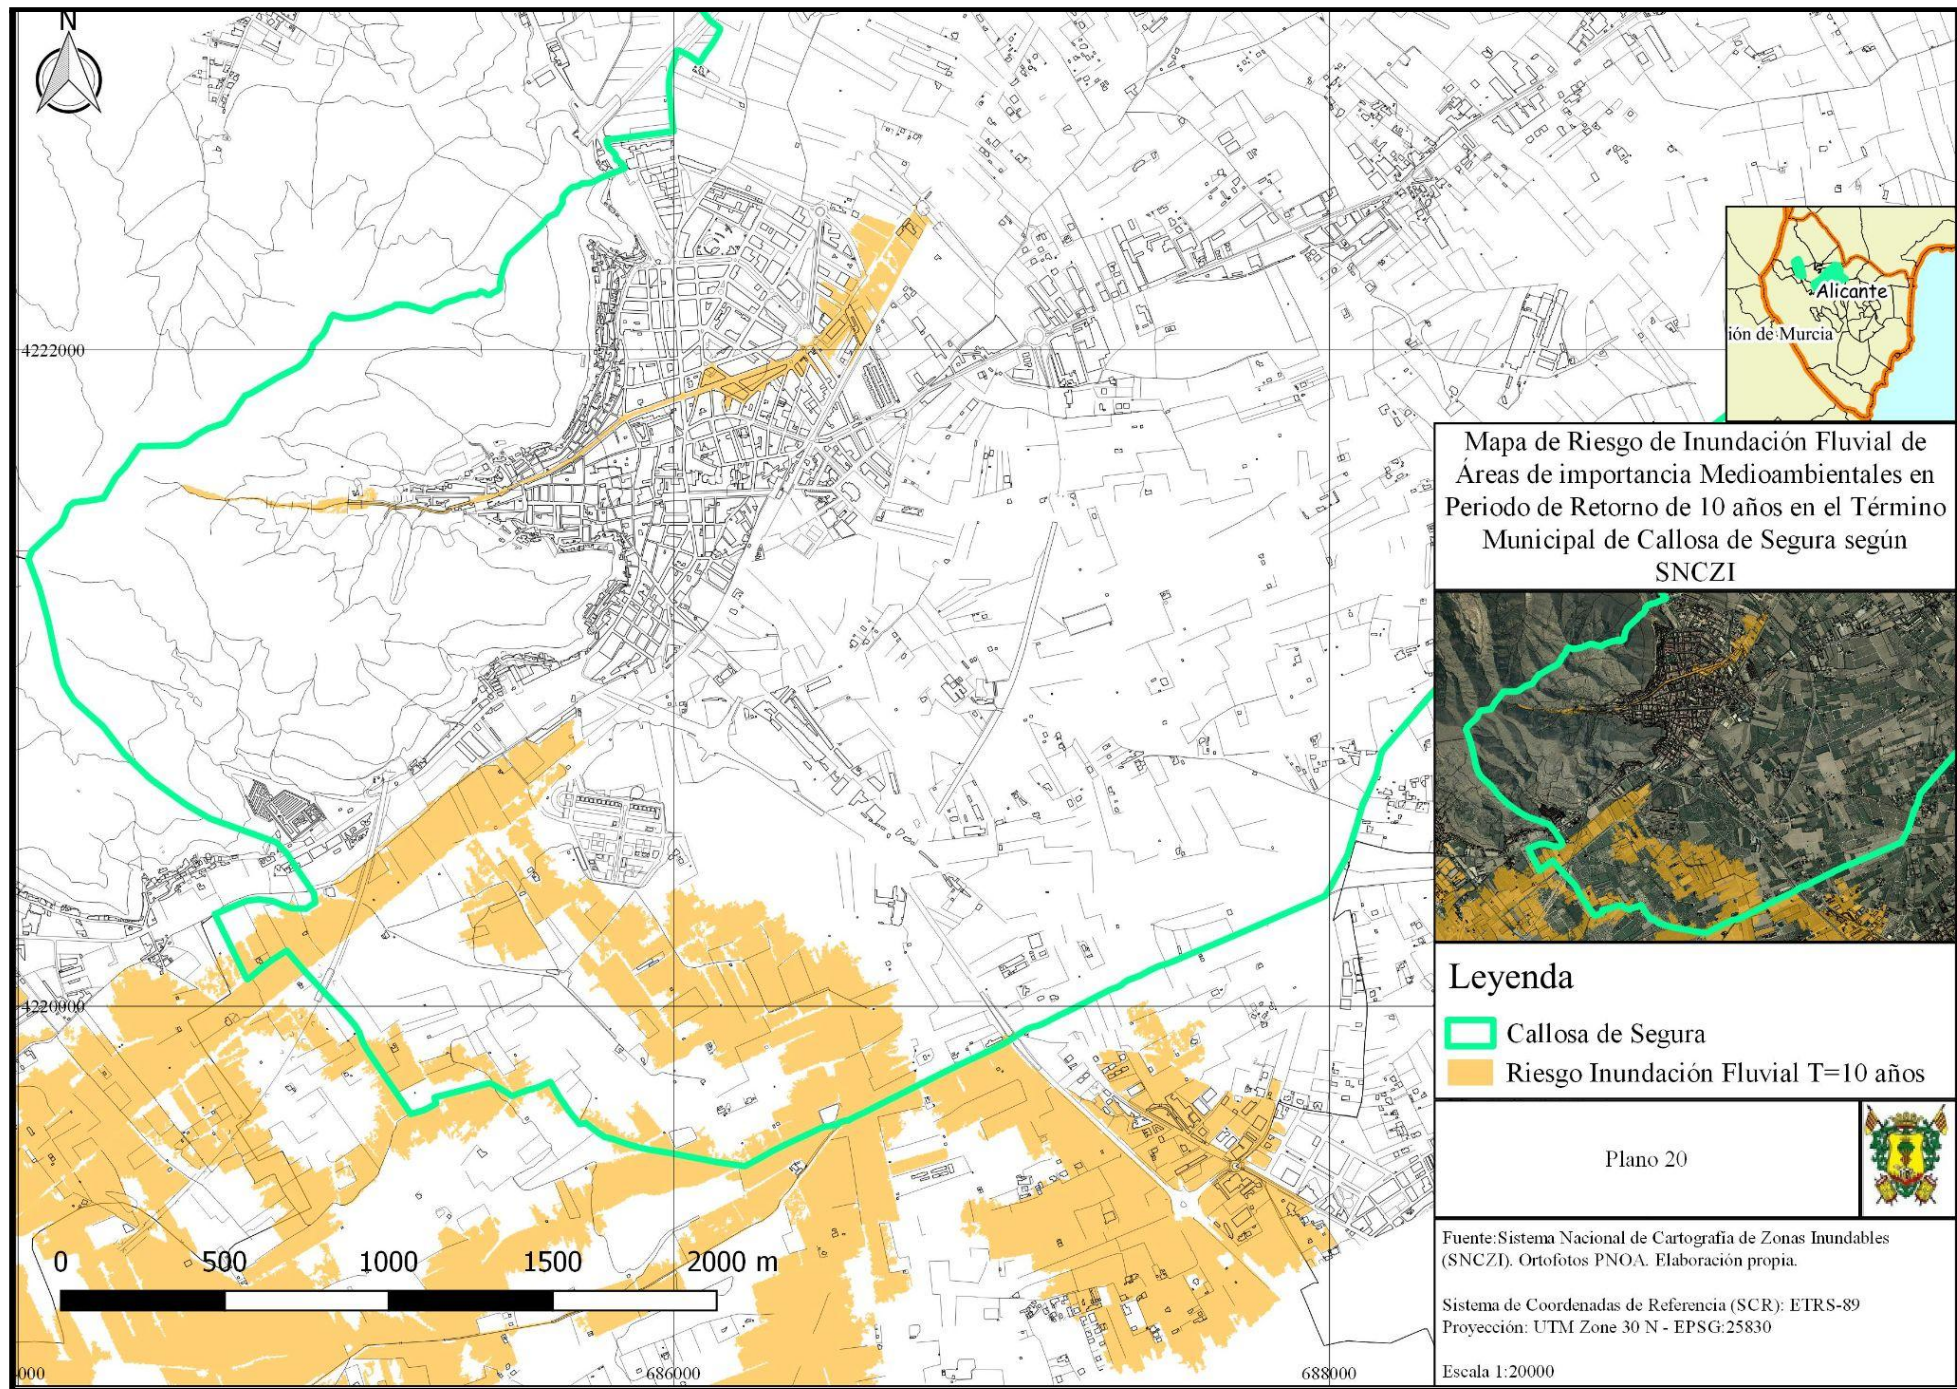 N
4222000
4220000
000
686000
688000
0 500 1000 1500 2000 m
Alicante
ión de Murcia
Mapa de Riesgo de Inundación Fluvial de
Áreas de importancia Medioambientales en
Periodo de Retorno de 10 años en el Término
Municipal de Callosa de Segura según
SNCZI
Leyenda
Callosa de Segura
Riesgo Inundación Fluvial T=10 años
Plano 20
Fuente:Sistema Nacional de Cartografía de Zonas Inundables
(SNCZI). Ortofotos PNOA. Elaboración propia.
Sistema de Coordenadas de Referencia (SCR): ETRS-89
Proyección: UTM Zone 30 N - EPSG:25830
Escala 1:20000